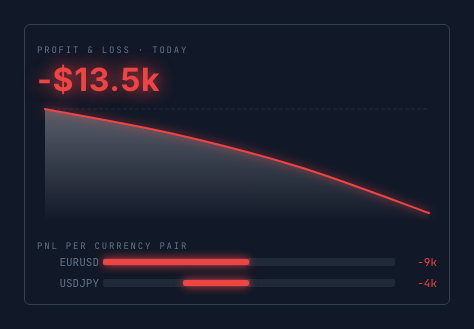 PROFIT & LOSS · TODAY
-$13.5k
PNL PER CURRENCY PAIR
EURUSD -9k
USDJPY -4k